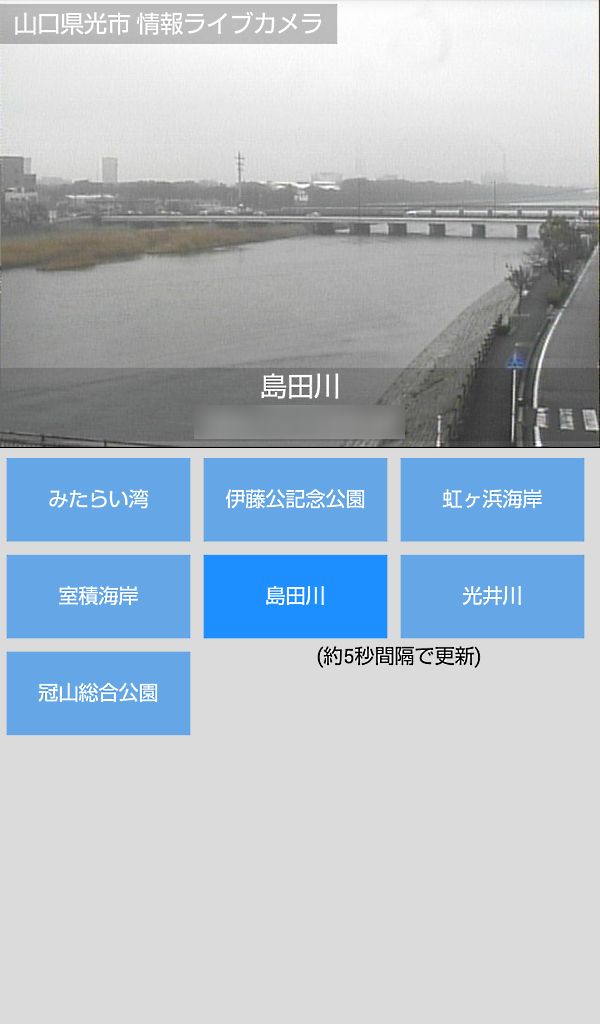 山口県光市 情報ライブカメラ
島田川
みたらい湾
伊藤公記念公園
虹ヶ浜海岸
室積海岸
島田川
光井川
(約5秒間隔で更新)
冠山総合公園